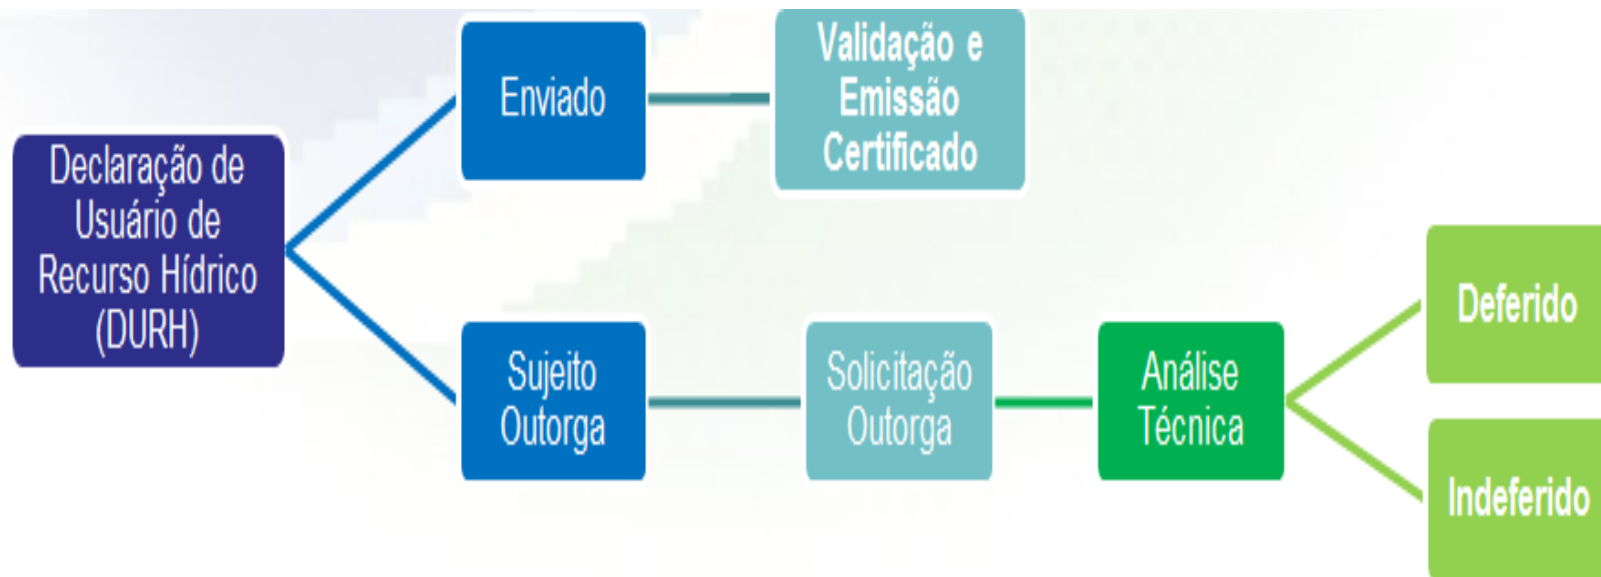 Declaração de
Usuário de
Recurso Hídrico
(DURH)
Enviado
Validação e
Emissão
Certificado
Sujeito
Outorga
Solicitação
Outorga
Análise
Técnica
Deferido
Indeferido